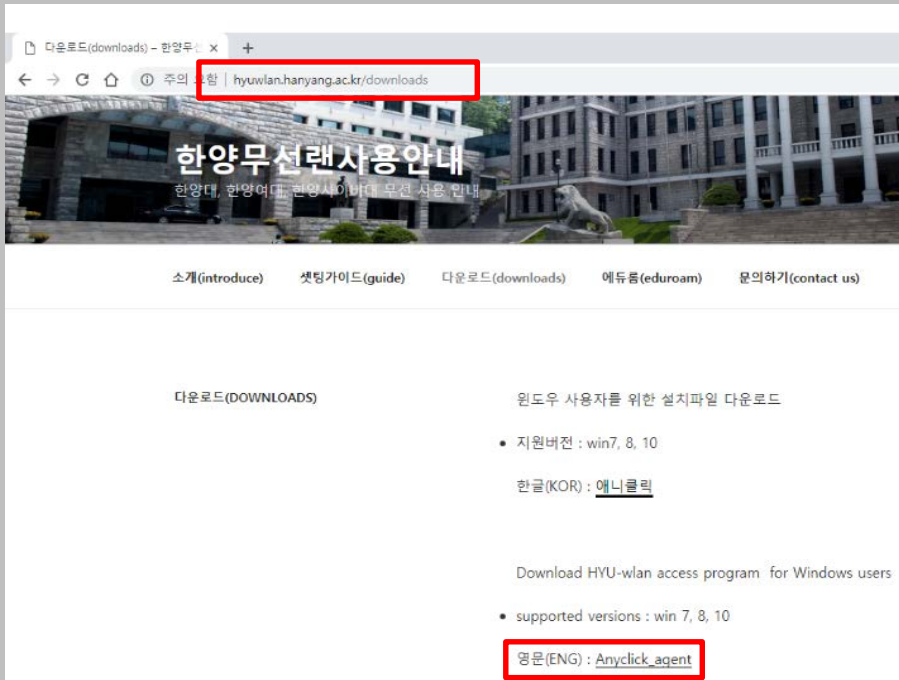 다운로드(downloads) – 한양무선
주의 요함 | hyuwlan.hanyang.ac.kr/downloads
한양무선랜사용안내
한양대, 한양여대, 한양사이버대 무선 사용 안내
소개(introduce) 셋팅가이드(guide) 다운로드(downloads) 에듀롬(eduroam) 문의하기(contact us)
다운로드(DOWNLOADS)
윈도우 사용자를 위한 설치파일 다운로드
• 지원버전 : win7, 8, 10
한글(KOR) : 애니클릭
Download HYU-wlan access program for Windows users
• supported versions : win 7, 8, 10
영문(ENG) : Anyclick_agent